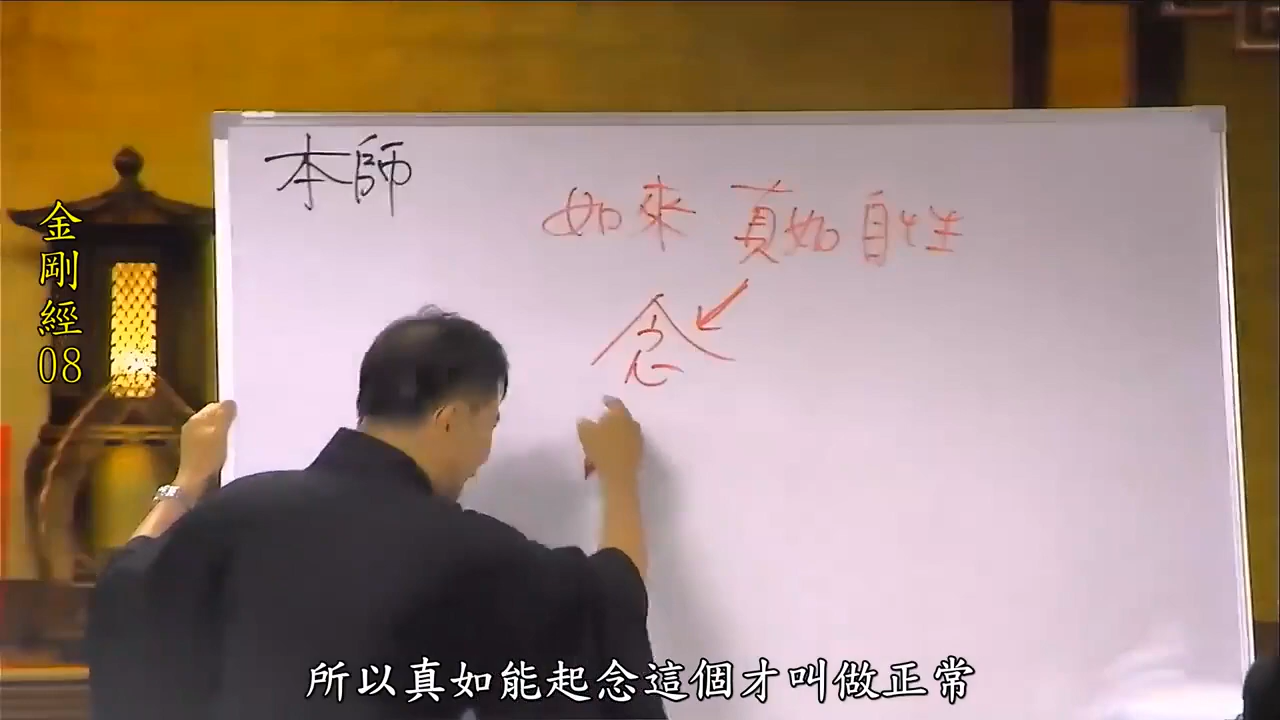 本師
如來 真如自性
念
金剛經08
所以真如能起念這個才叫做正常